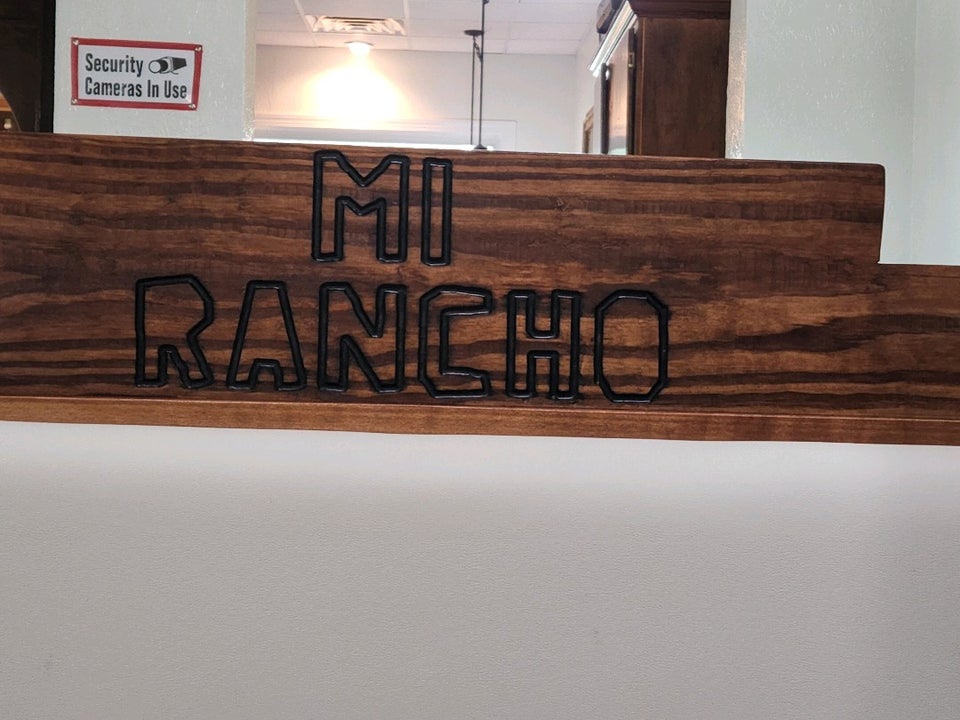 Security
Cameras In Use
MI
RANCHO